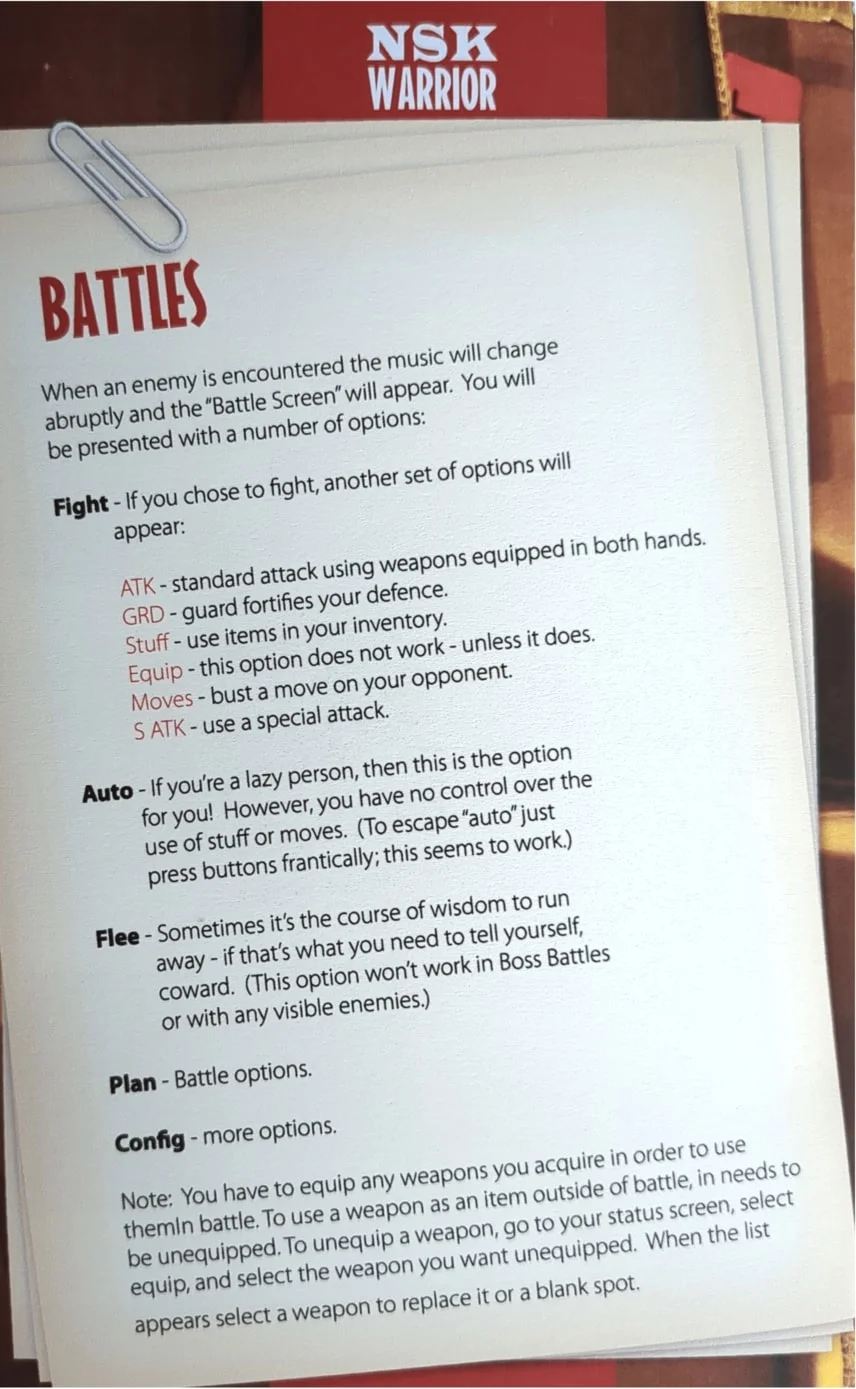 NSK
WARRIOR
BATTLES
When an enemy is encountered the music will change
abruptly and the "Battle Screen" will appear. You will
be presented with a number of options:
Fight - If you chose to fight, another set of options will
appear:
ATK - standard attack using weapons equipped in both hands.
GRD - guard fortifies your defence.
Stuff - use items in your inventory.
Equip - this option does not work - unless it does.
Moves - bust a move on your opponent.
S ATK - use a special attack.
Auto - If you're a lazy person, then this is the option
for you! However, you have no control over the
use of stuff or moves. (To escape "auto" just
press buttons frantically; this seems to work.)
Flee - Sometimes it's the course of wisdom to run
away - if that's what you need to tell yourself,
coward. (This option won't work in Boss Battles
or with any visible enemies.)
Plan - Battle options.
Config - more options.
Note: You have to equip any weapons you acquire in order to use
themIn battle. To use a weapon as an item outside of battle, in needs to
be unequipped. To unequip a weapon, go to your status screen, select
equip, and select the weapon you want unequipped. When the list
appears select a weapon to replace it or a blank spot.